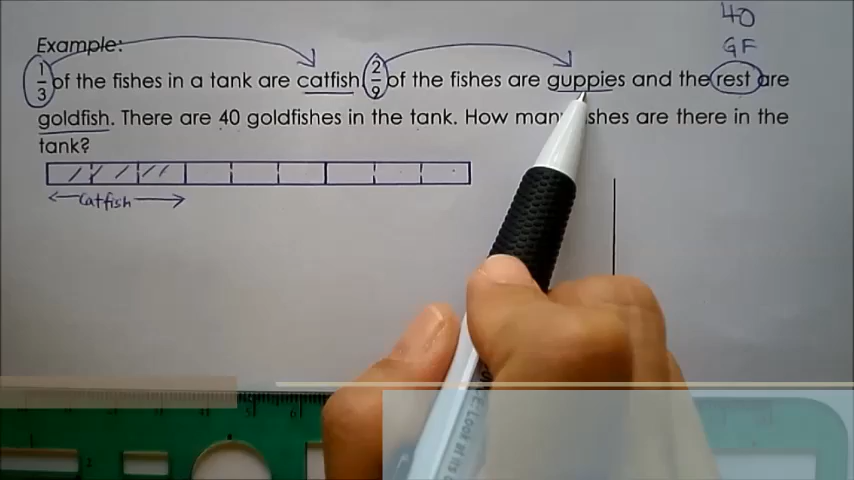 40
GF
Example:
1/3 of the fishes in a tank are catfish 2/9 of the fishes are guppies and the rest are
goldfish. There are 40 goldfishes in the tank. How many fishes are there in the
tank?
Catfish